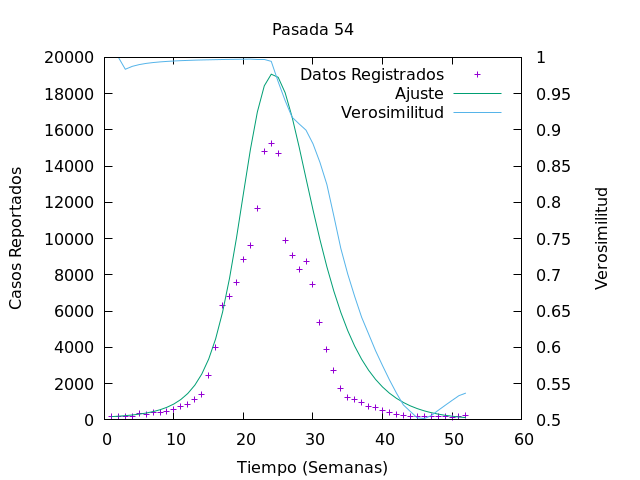 Pasada 54
20000
18000
16000
14000
12000
10000
8000
6000
4000
2000
0
Casos Reportados
Datos Registrados
Ajuste
Verosimilitud
1
0.95
0.9
0.85
0.8
0.75
0.7
0.65
0.6
0.55
0.5
Verosimilitud
0 10 20 30 40 50 60
Tiempo (Semanas)